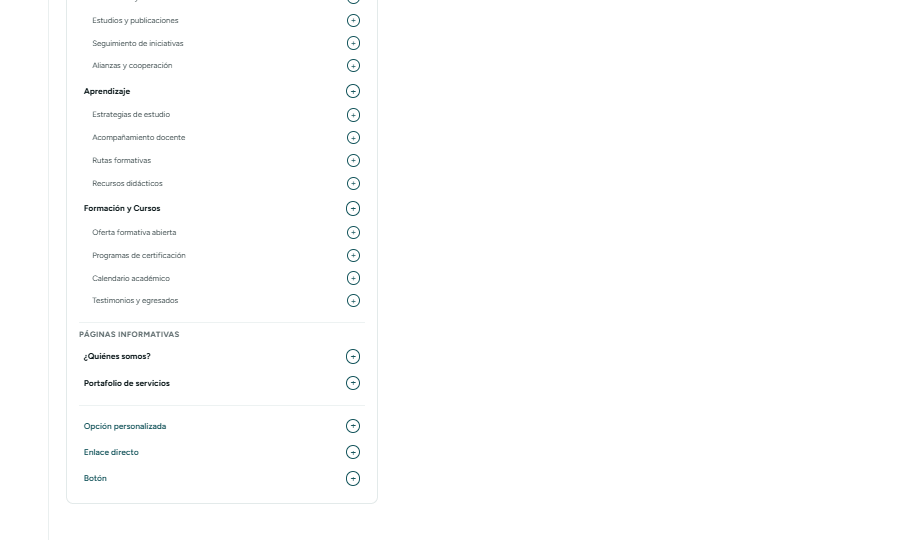 Estudios y publicaciones
Seguimiento de iniciativas
Alianzas y cooperación
Aprendizaje
Estrategias de estudio
Acompañamiento docente
Rutas formativas
Recursos didácticos
Formación y Cursos
Oferta formativa abierta
Programas de certificación
Calendario académico
Testimonios y egresados
PÁGINAS INFORMATIVAS
¿Quiénes somos?
Portafolio de servicios
Opción personalizada
Enlace directo
Botón